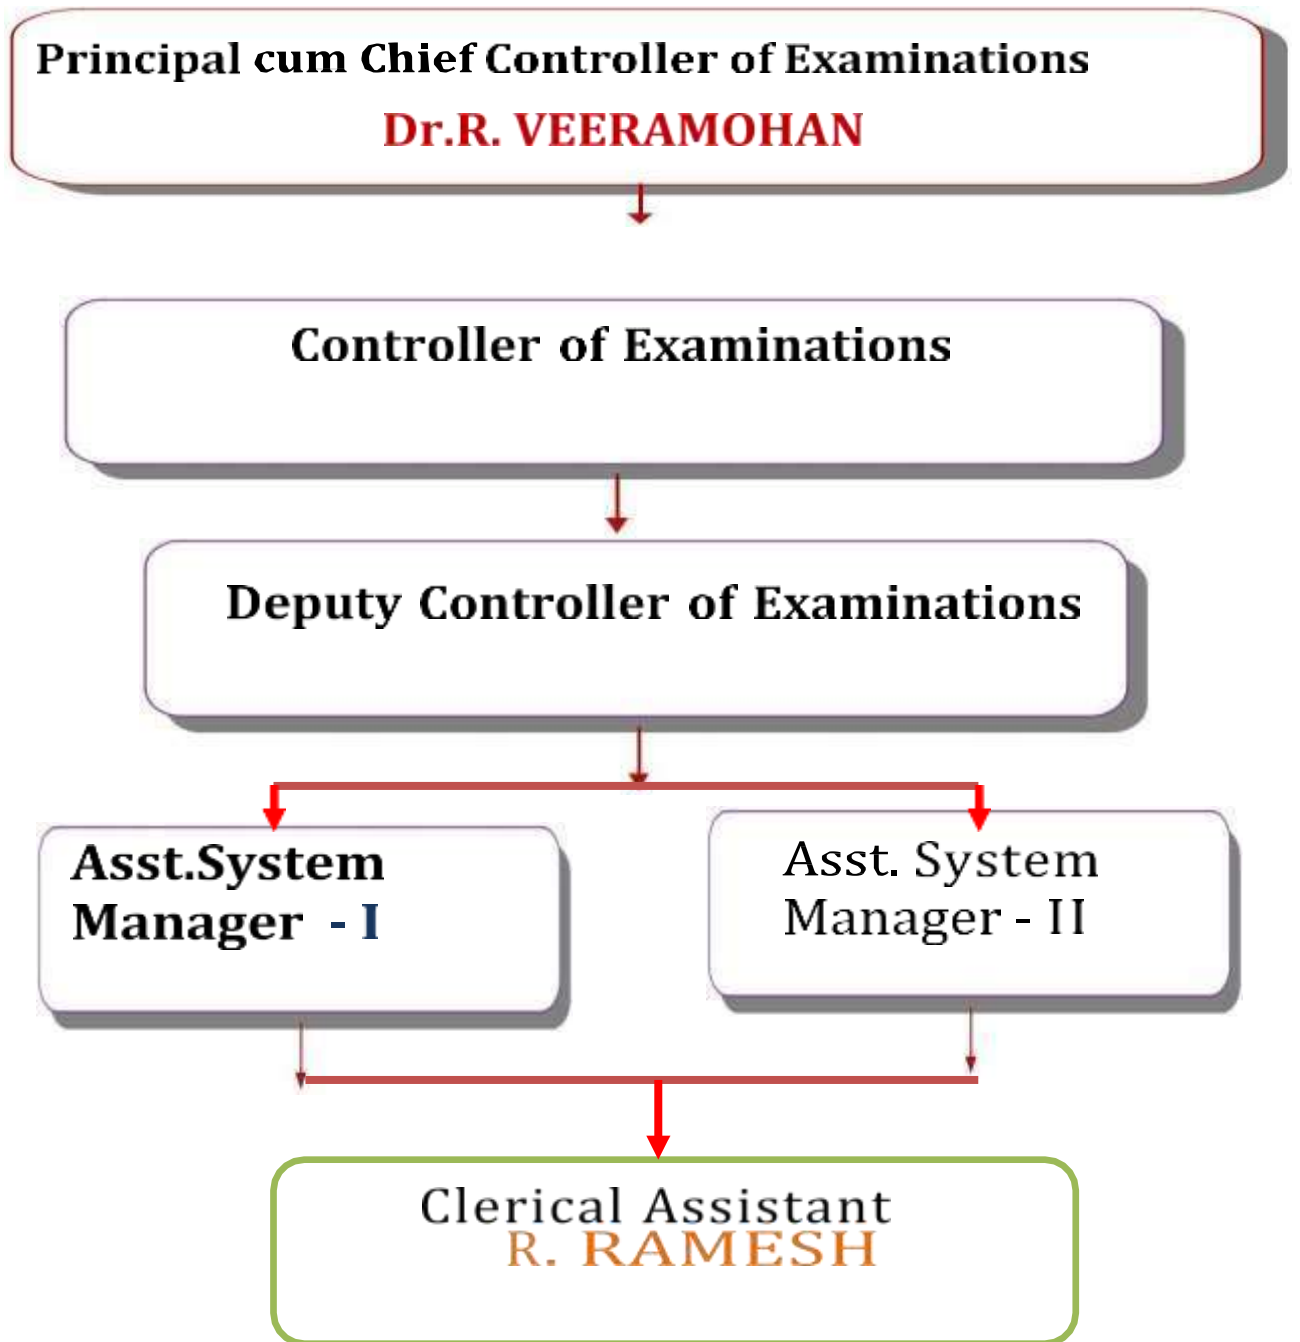 Principal cum Chief Controller of Examinations
Dr.R. VEERAMOHAN
Controller of Examinations
Deputy Controller of Examinations
Asst.System
Manager - I
Asst. System
Manager - II
Clerical Assistant
R. RAMESH